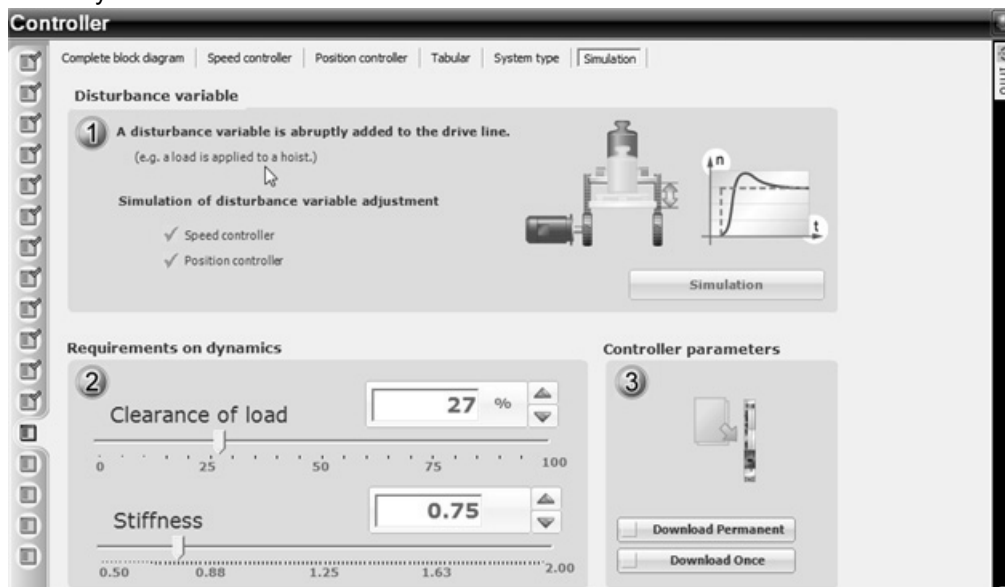 Controller
Complete block diagram Speed controller Position controller Tabular System type Simulation
Disturbance variable
1 A disturbance variable is abruptly added to the drive line.
(e.g. a load is applied to a hoist.)
Simulation of disturbance variable adjustment
Speed controller
Position controller
n
t
Simulation
Requirements on dynamics
2
Clearance of load
27 %
0 25 50 75 100
Stiffness
0.75
0.50 0.88 1.25 1.63 2.00
Controller parameters
3
Download Permanent
Download Once